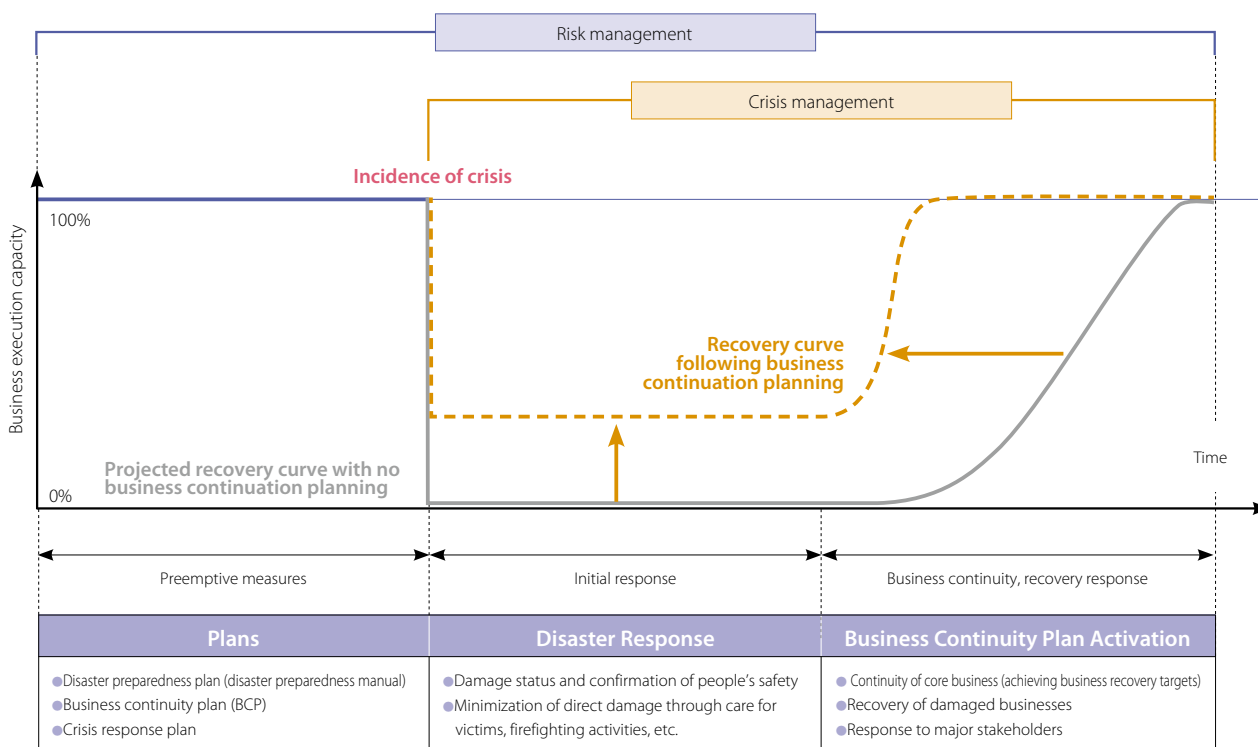 Risk management
Crisis management
Incidence of crisis
Business execution capacity
100%
Recovery curve
following business
continuation planning
Projected recovery curve with no
business continuation planning
0%
Time
Preemptive measures
Initial response
Business continuity, recovery response
Plans
Disaster Response
Business Continuity Plan Activation
●Disaster preparedness plan (disaster preparedness manual)
●Business continuity plan (BCP)
●Crisis response plan
●Damage status and confirmation of people’s safety
●Minimization of direct damage through care for
victims, firefighting activities, etc.
●Continuity of core business (achieving business recovery targets)
●Recovery of damaged businesses
●Response to major stakeholders